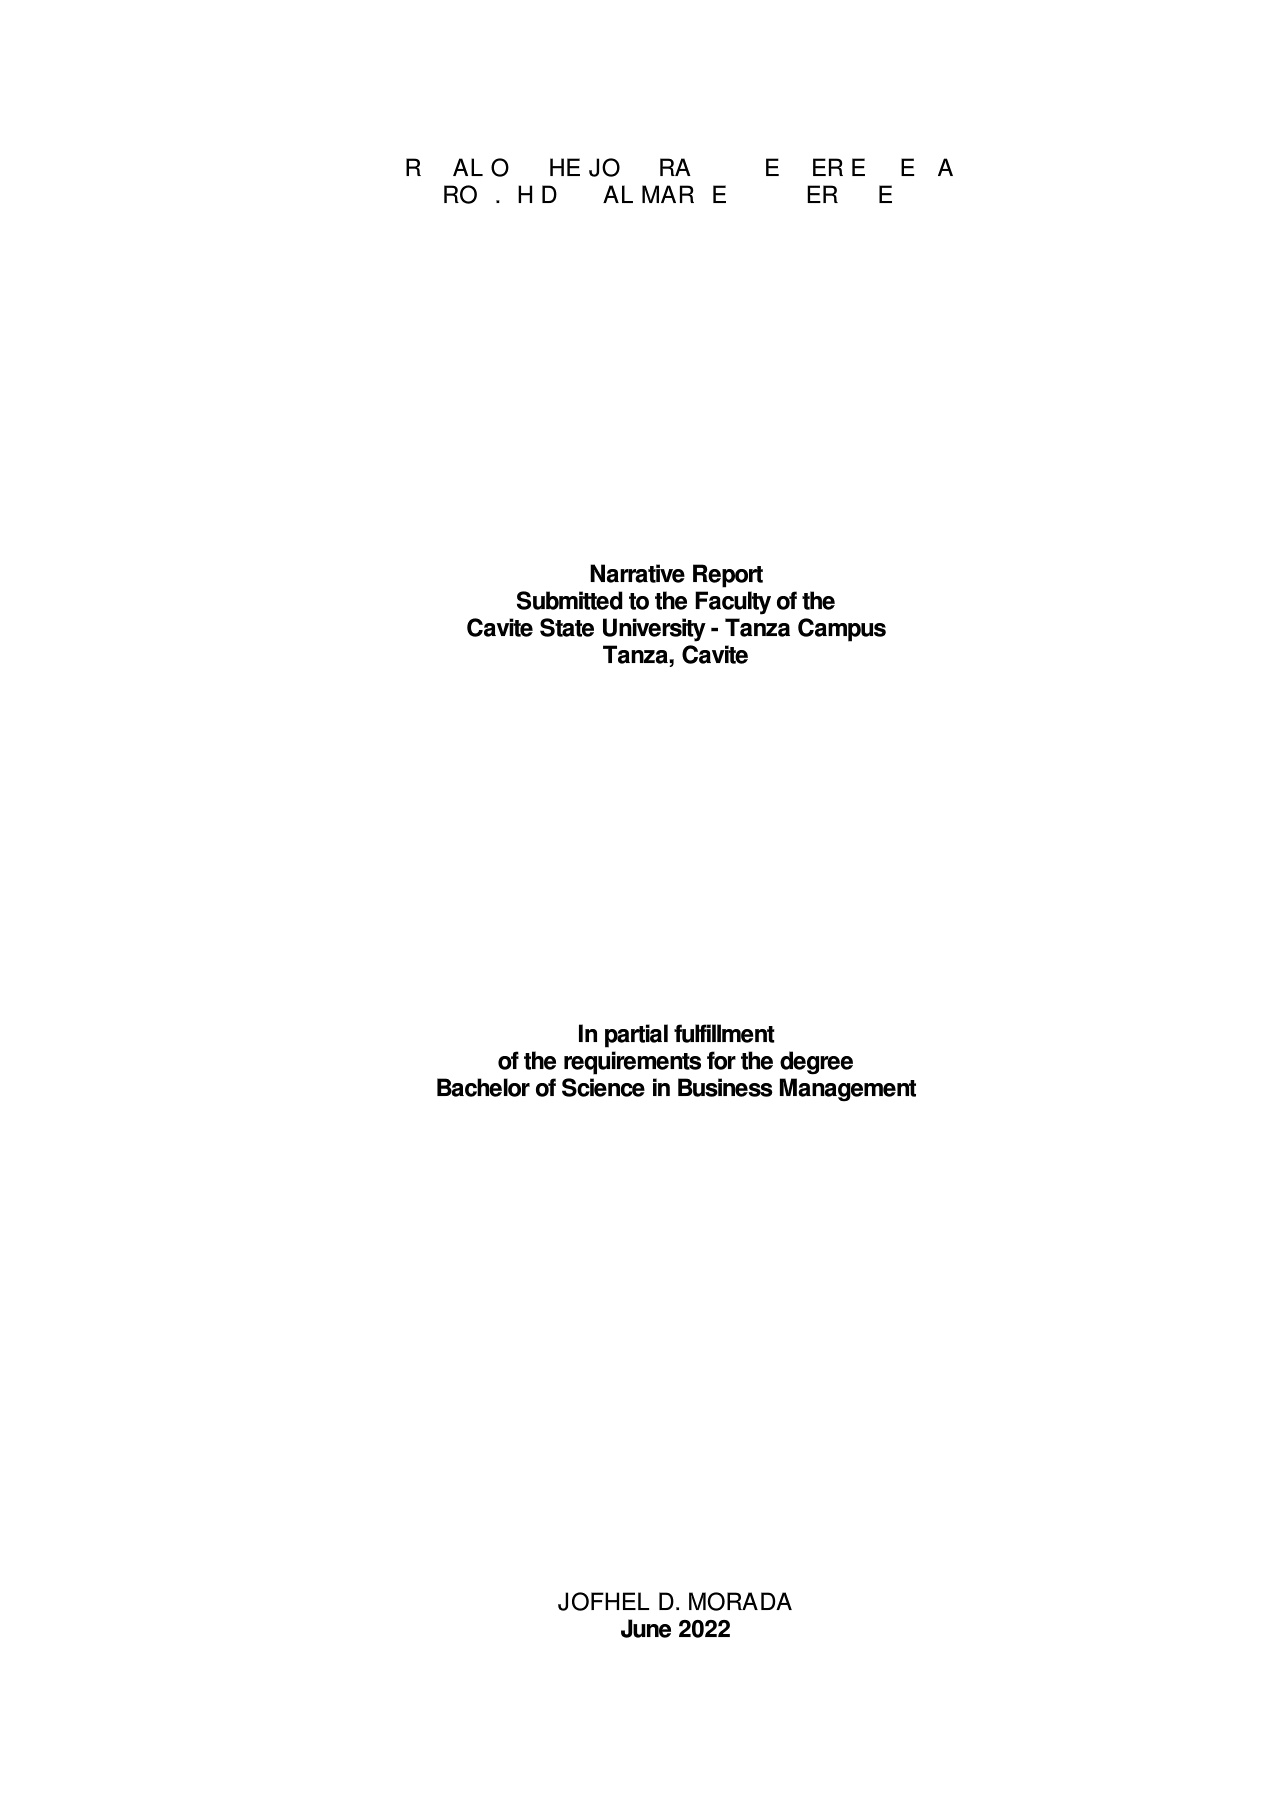 R AL O HE JO RA E ER E E A
RO . H D AL MAR E ER E
Narrative Report
Submitted to the Faculty of the
Cavite State University - Tanza Campus
Tanza, Cavite
In partial fulfillment
of the requirements for the degree
Bachelor of Science in Business Management
JOFHEL D. MORADA
June 2022